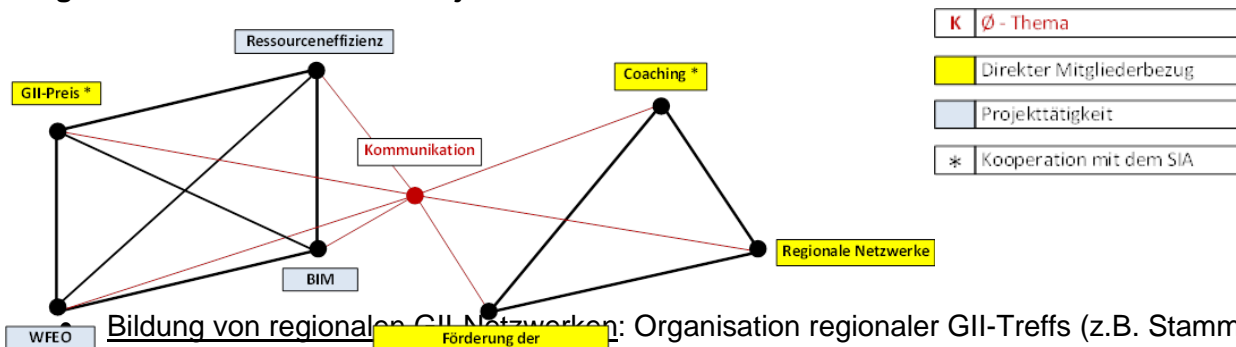 Ressourceneffizienz
GII-Preis *
Coaching *
Kommunikation
Regionale Netzwerke
BIM
WFEO
Förderung der
K Ø - Thema
Direkter Mitgliederbezug
Projekttätigkeit
* Kooperation mit dem SIA
Bildung von regionalen GII-Netzwerken: Organisation regionaler GII-Treffs (z.B. Stamm